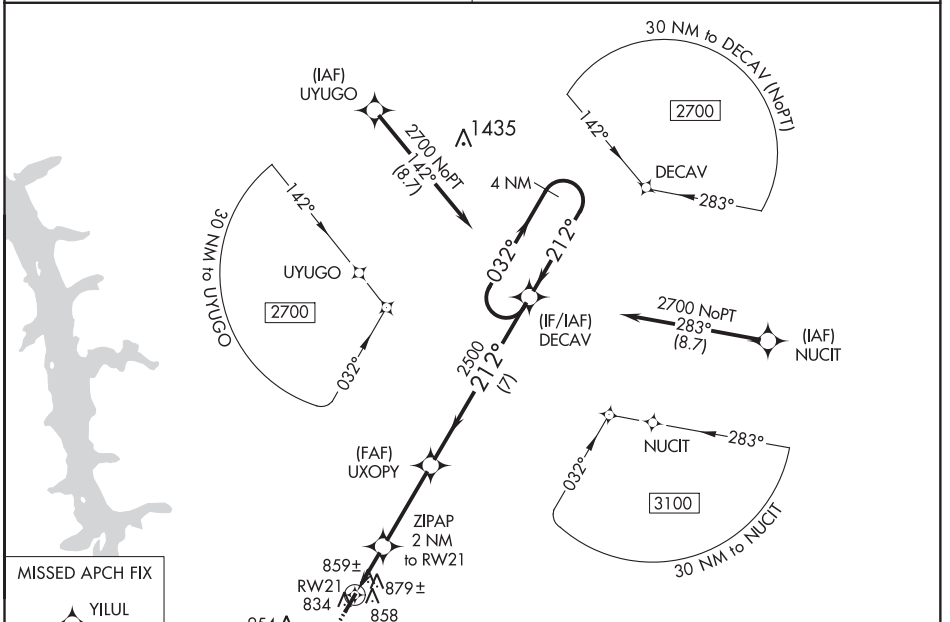 (IAF)
UYUGO
2700 NoPT
142°
(8.7)
1435
30 NM to DECAV (NoPT)
2700
142°
DECAV
283°
4 NM
032°
212°
142°
30 NM to UYUGO
UYUGO
2700
032°
(IF/IAF)
DECAV
2700 NoPT
283°
(8.7)
(IAF)
NUCIT
2500
212°
(7)
(FAF)
UXOPY
NUCIT
283°
032°
3100
30 NM to NUCIT
ZIPAP
2 NM
to RW21
859±
RW21
879±
834
858
MISSED APCH FIX
YILUL